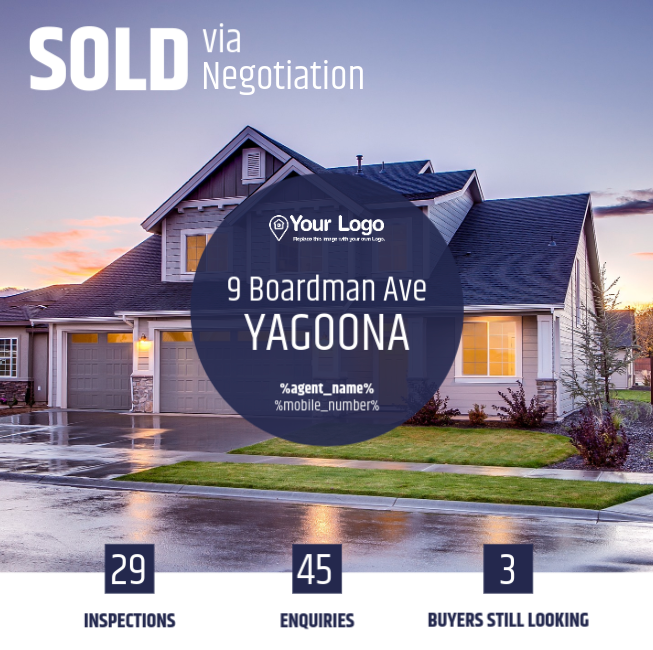 SOLD via
Negotiation
Your Logo
Replace this image with your own Logo.
9 Boardman Ave
YAGOONA
%agent_name%
%mobile_number%
29 45 3
INSPECTIONS ENQUIRIES BUYERS STILL LOOKING